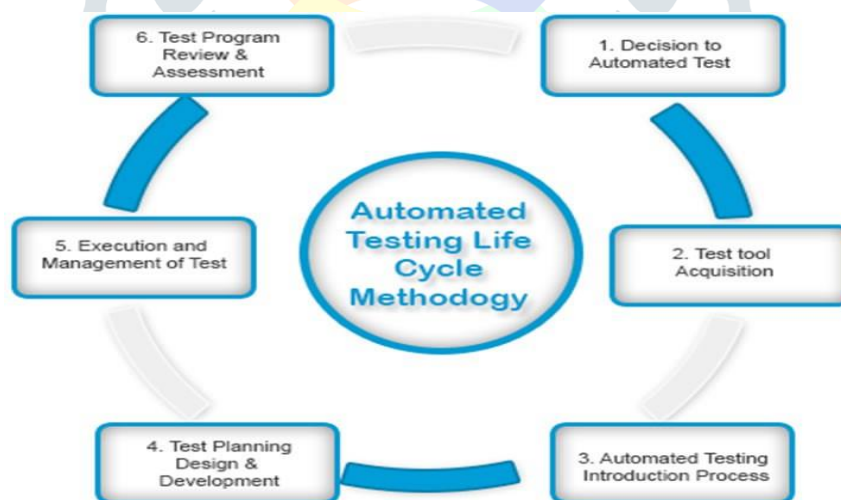 Automated
Testing Life
Cycle
Methodogy
1. Decision to
Automated Test
2. Test tool
Acquisition
3. Automated Testing
Introduction Process
4. Test Planning
Design &
Development
5. Execution and
Management of Test
6. Test Program
Review &
Assessment